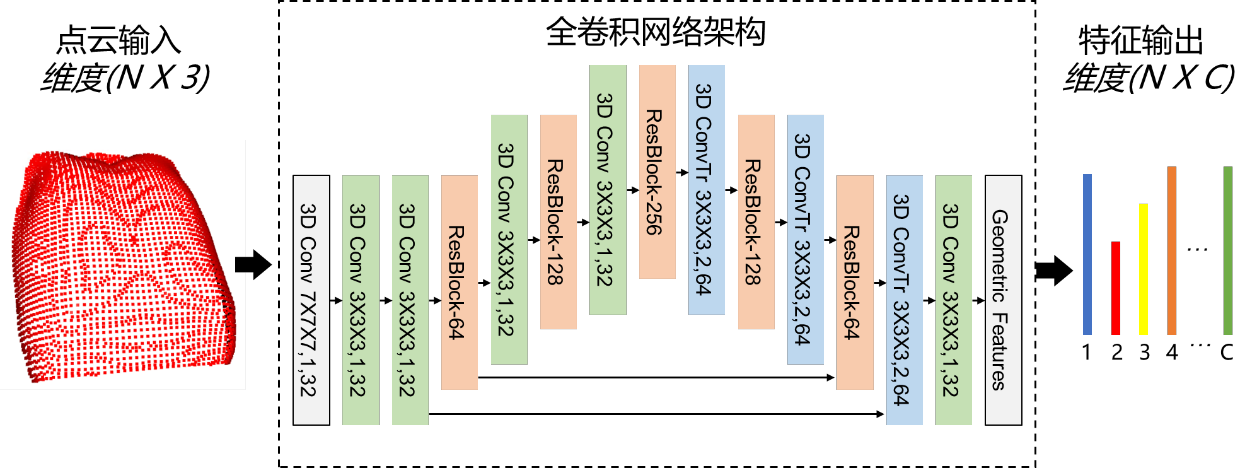 点云输入
维度(N X 3)
全卷积网络架构
3D Conv 7X7X7,1,32
3D Conv 3X3X3,1,32
3D Conv 3X3X3,1,32
ResBlock-64
3D Conv 3X3X3,1,32
ResBlock-128
3D Conv 3X3X3,1,32
ResBlock-256
3D ConvTr 3X3X3,2,64
ResBlock-128
3D ConvTr 3X3X3,2,64
ResBlock-64
3D ConvTr 3X3X3,2,64
3D Conv 3X3X3,1,32
Geometric Features
特征输出
维度(N X C)
...
1 2 3 4 ... C